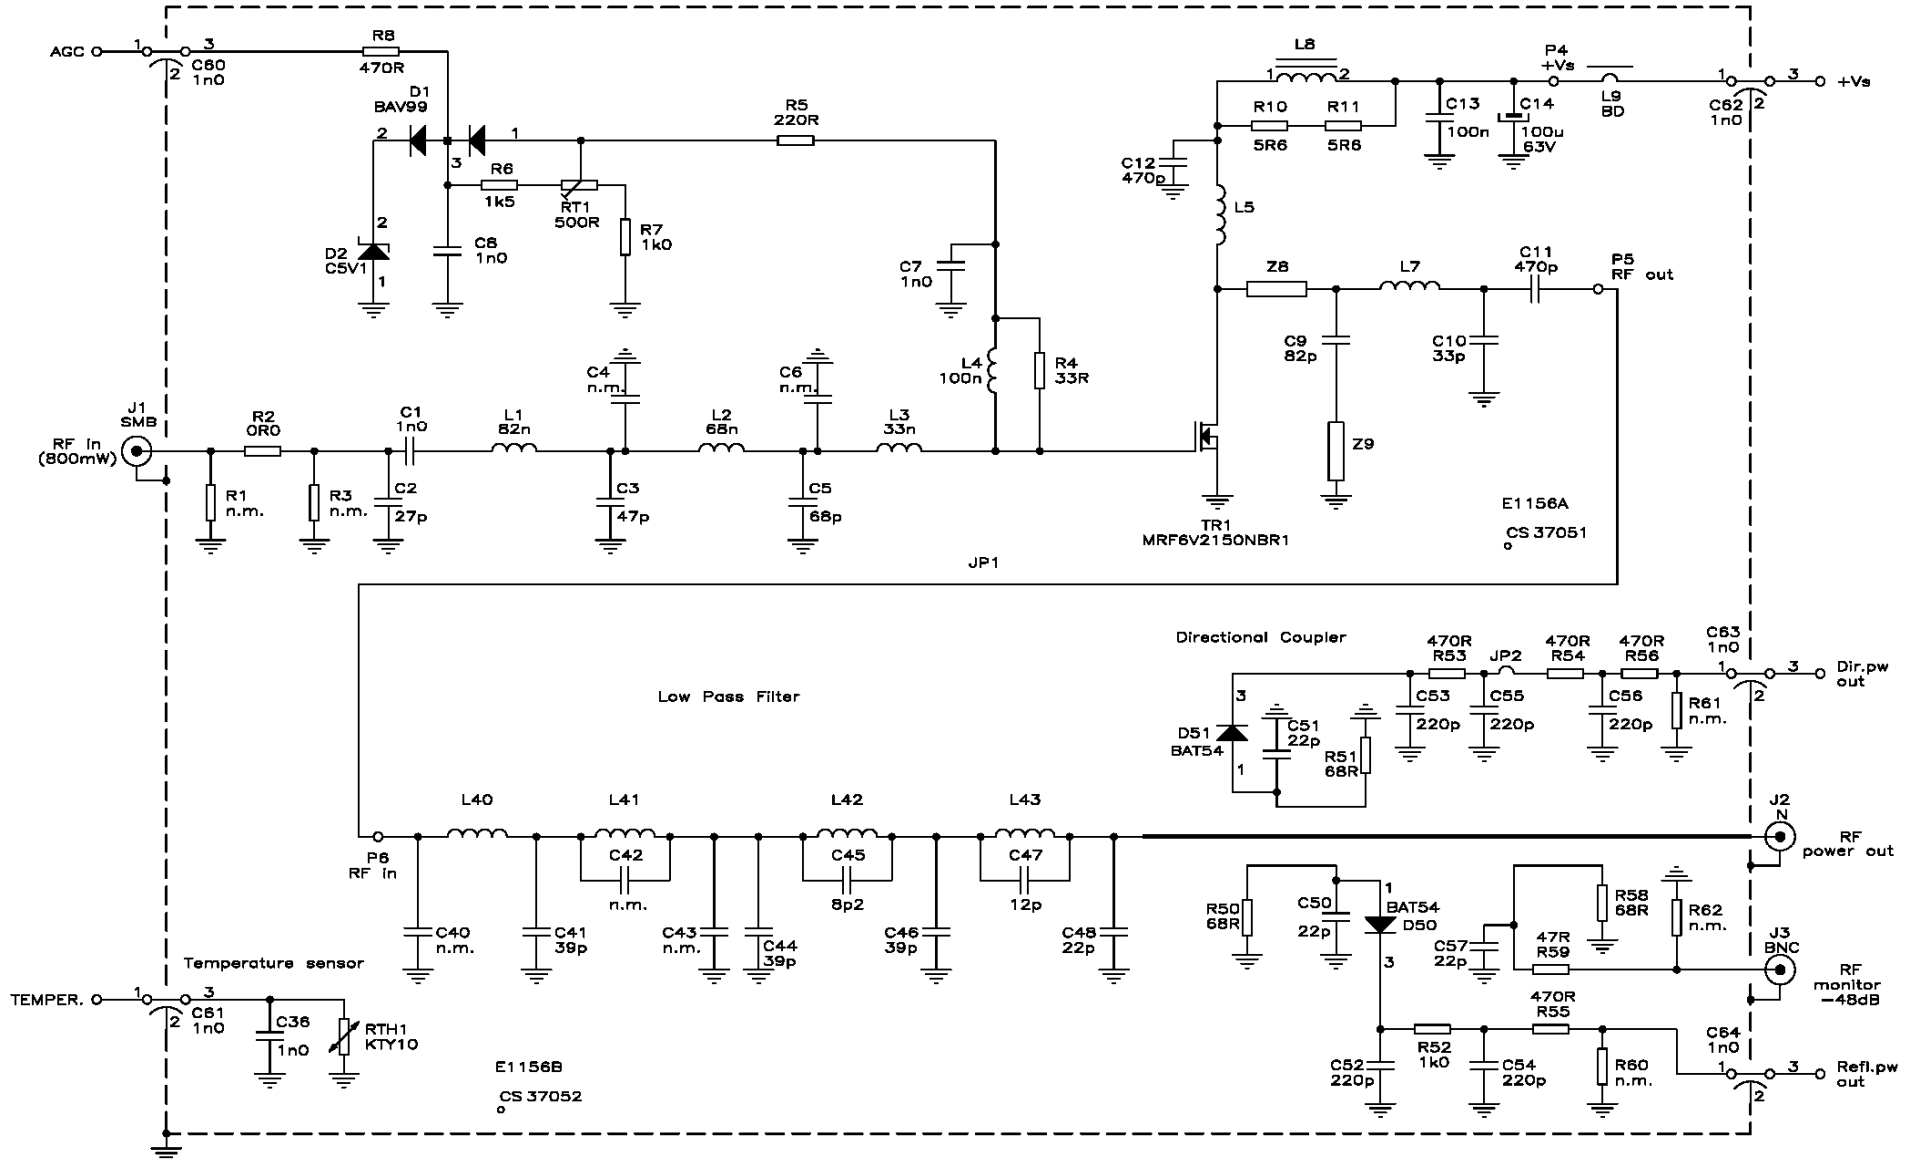 AGC
1
3
2
C60
1n0
R8
470R
D1
BAV99
2
3
1
R6
1k5
RT1
500R
R7
1k0
D2
C5V1
2
1
C8
1n0
R5
220R
C7
1n0
L4
100n
R4
33R
L8
1
2
R10
5R6
R11
5R6
C12
470p
L5
C13
100n
C14
100u
63V
P4
+Vs
L9
BD
1
3
2
C62
1n0
+Vs
Z8
L7
C11
470p
P5
RF out
C9
82p
C10
33p
Z9
J1
SMB
RF in
(800mW)
R2
0R0
R1
n.m.
R3
n.m.
C1
1n0
C2
27p
L1
82n
C4
n.m.
C3
47p
L2
68n
C6
n.m.
C5
68p
L3
33n
TR1
MRF6V2150NBR1
E1156A
CS 37051
JP1
Low Pass Filter
Directional Coupler
D51
BAT54
3
1
C51
22p
R51
68R
470R
R53
JP2
470R
R54
470R
R56
C53
220p
C55
220p
C56
220p
R61
n.m.
C63
1n0
1
3
2
Dir.pw
out
P6
RF in
L40
L41
C42
n.m.
L42
C45
8p2
L43
C47
12p
C40
n.m.
C41
39p
C43
n.m.
C44
39p
C46
39p
C48
22p
J2
N
RF
power out
R50
68R
C50
22p
1
BAT54
D50
3
C57
22p
R58
68R
47R
R59
R62
n.m.
J3
BNC
RF
monitor
-48dB
C52
220p
R52
1k0
C54
220p
470R
R55
R60
n.m.
C64
1n0
1
3
2
Refl.pw
out
Temperature sensor
TEMPER.
1
3
2
C61
1n0
C36
1n0
RTH1
KTY10
E1156B
CS 37052